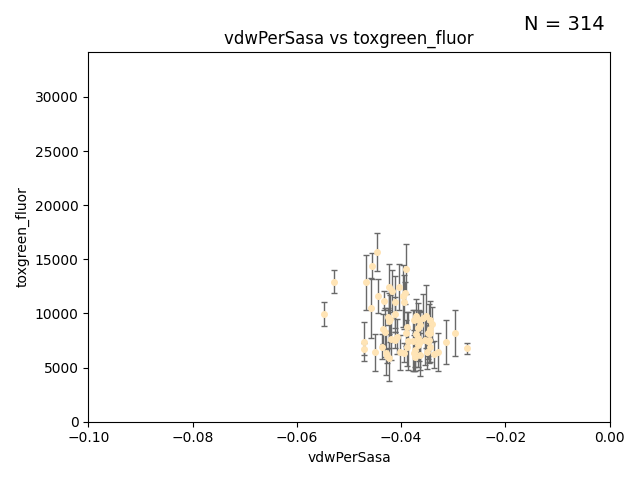 N = 314
vdwPerSasa vs toxgreen_fluor
30000
25000
20000
15000
10000
5000
0
toxgreen_fluor
−0.10 −0.08 −0.06 −0.04 −0.02 0.00
vdwPerSasa